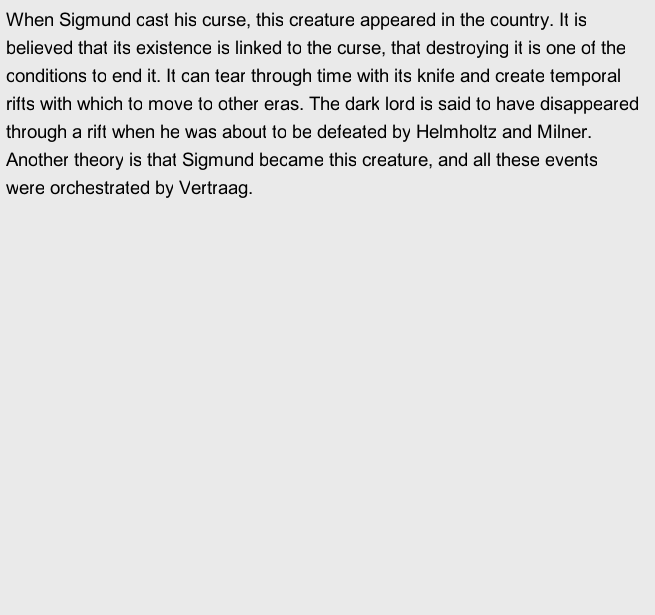 When Sigmund cast his curse, this creature appeared in the country. It is
believed that its existence is linked to the curse, that destroying it is one of the
conditions to end it. It can tear through time with its knife and create temporal
rifts with which to move to other eras. The dark lord is said to have disappeared
through a rift when he was about to be defeated by Helmholtz and Milner.
Another theory is that Sigmund became this creature, and all these events
were orchestrated by Vertraag.